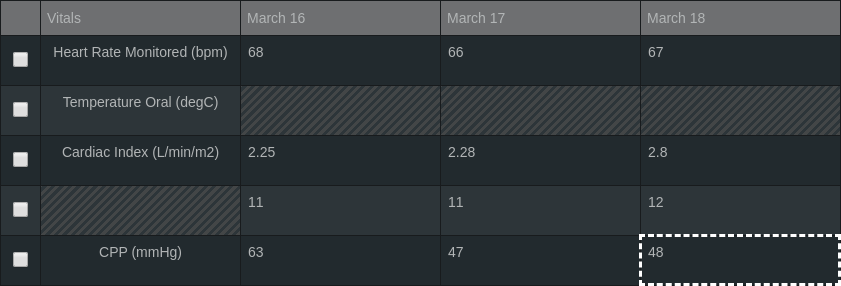 Vitals March 16 March 17 March 18
Heart Rate Monitored (bpm) 68 66 67
Temperature Oral (degC)
Cardiac Index (L/min/m2) 2.25 2.28 2.8
11 11 12
CPP (mmHg) 63 47 48